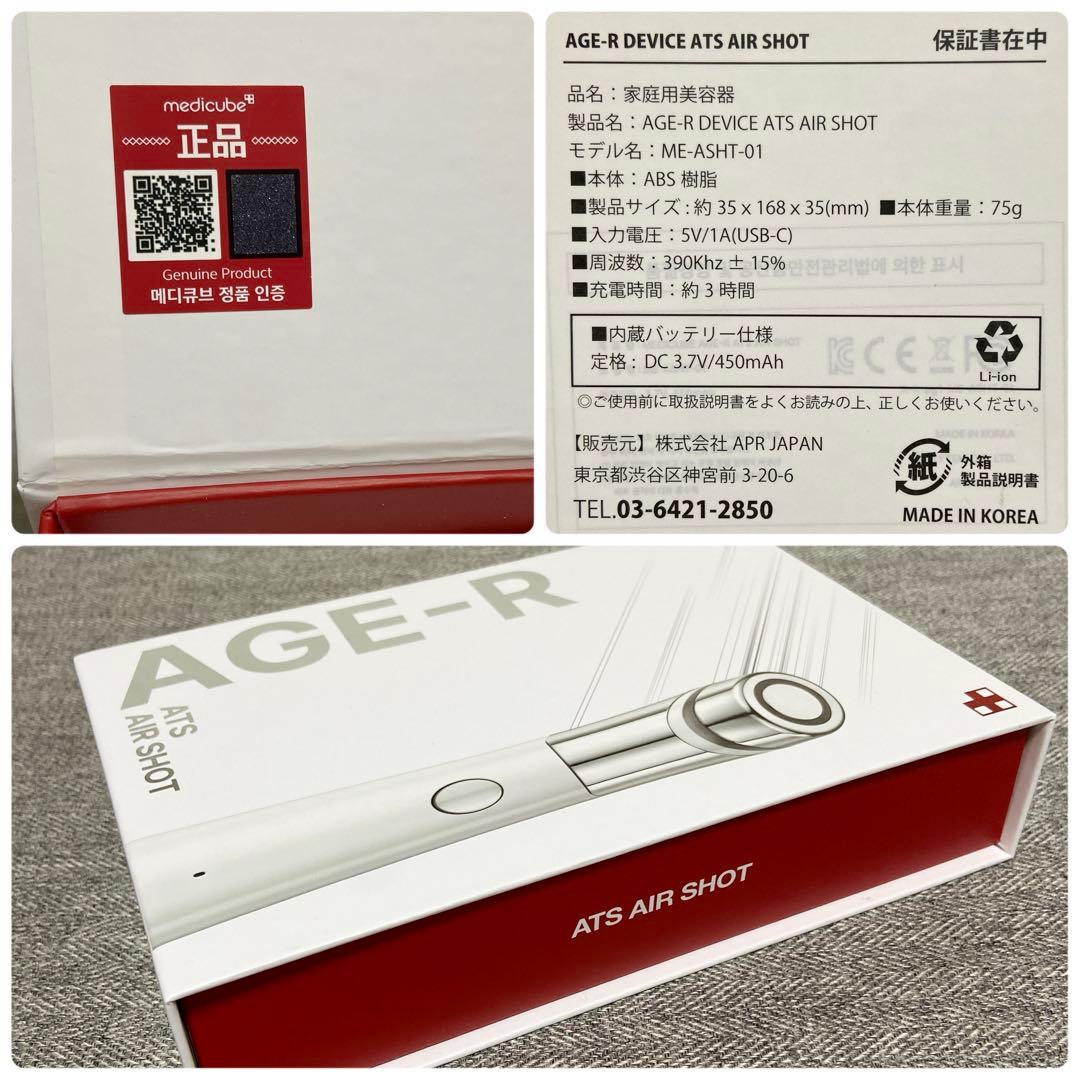 medicube
正品
Genuine Product
메디큐브 정품 인증
AGE-R DEVICE ATS AIR SHOT 保証書在中
品名：家庭用美容器
製品名：AGE-R DEVICE ATS AIR SHOT
モデル名：ME-ASHT-01
■本体：ABS 樹脂
■製品サイズ：約 35 x 168 x 35(mm) ■本体重量：75g
■入力電圧：5V/1A(USB-C)
■周波数：390Khz ± 15%
■充電時間：約 3 時間
■内蔵バッテリー仕様
定格：DC 3.7V/450mAh
Li-ion
◎ご使用前に取扱説明書をよくお読みの上、正しくお使いください。
【販売元】株式会社 APR JAPAN
東京都渋谷区神宮前 3-20-6
TEL.03-6421-2850
紙 外箱
製品説明書
MADE IN KOREA
AGE-R
ATS
AIR SHOT
ATS AIR SHOT